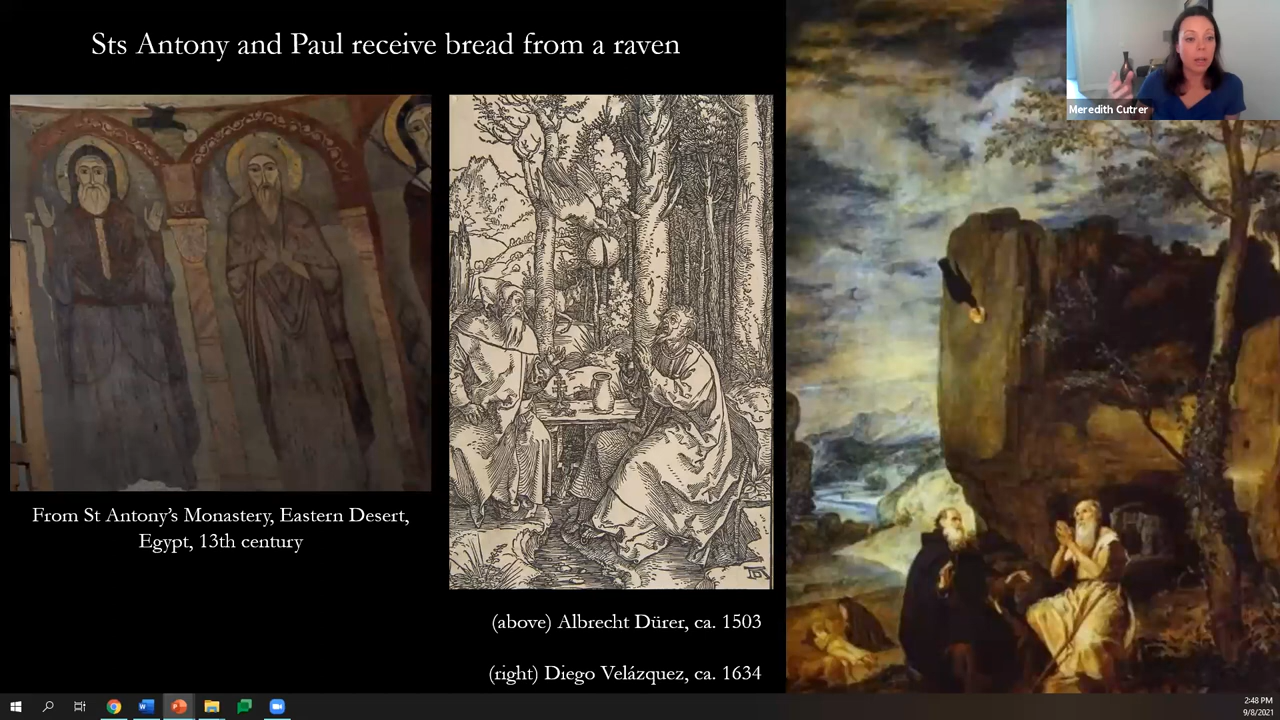 Sts Antony and Paul receive bread from a raven
Meredith Cutrer
From St Antony’s Monastery, Eastern Desert,
Egypt, 13th century
(above) Albrecht Dürer, ca. 1503
(right) Diego Velázquez, ca. 1634
2:48 PM
9/8/2021